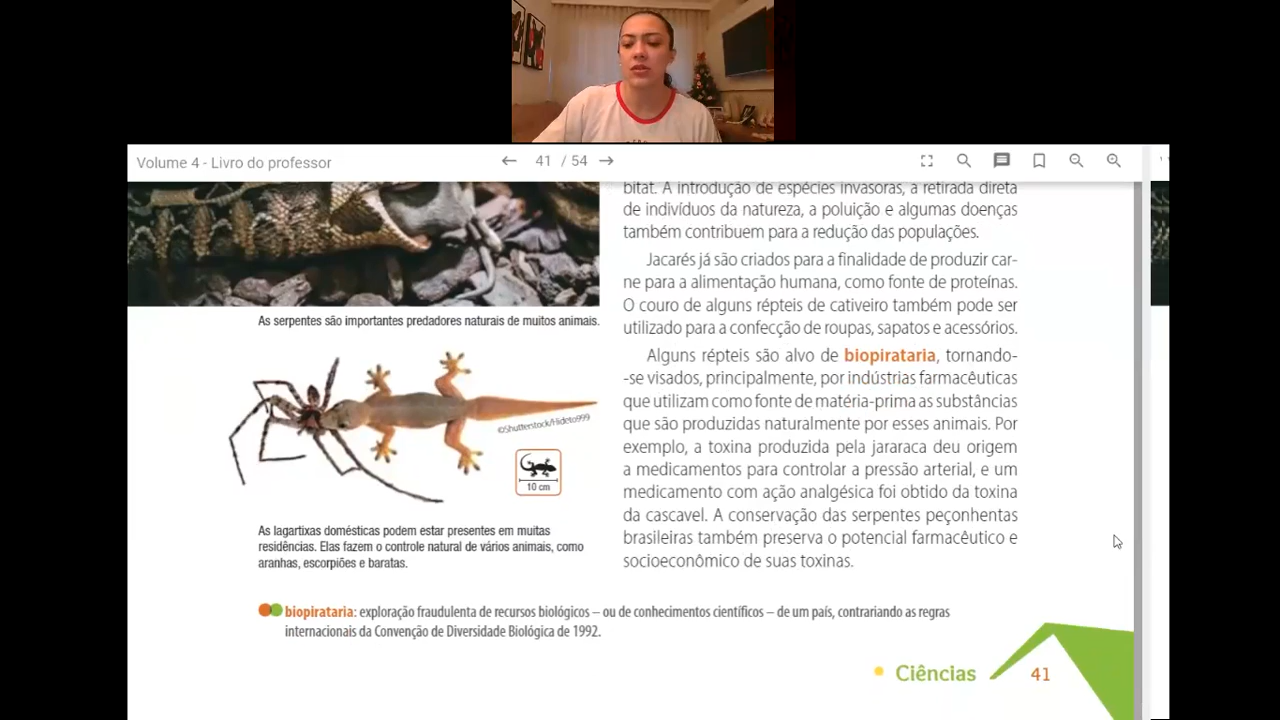 Volume 4 - Livro do professor
41 / 54
As serpentes são importantes predadores naturais de muitos animais.
©Shutterstock/Hideto999
10 cm
As lagartixas domésticas podem estar presentes em muitas
residências. Elas fazem o controle natural de vários animais, como
aranhas, escorpiões e baratas.
bitat. A introdução de espécies invasoras, a retirada direta
de indivíduos da natureza, a poluição e algumas doenças
também contribuem para a redução das populações.
Jacarés já são criados para a finalidade de produzir car-
ne para a alimentação humana, como fonte de proteínas.
O couro de alguns répteis de cativeiro também pode ser
utilizado para a confecção de roupas, sapatos e acessórios.
Alguns répteis são alvo de biopirataria, tornando-
-se visados, principalmente, por indústrias farmacêuticas
que utilizam como fonte de matéria-prima as substâncias
que são produzidas naturalmente por esses animais. Por
exemplo, a toxina produzida pela jararaca deu origem
a medicamentos para controlar a pressão arterial, e um
medicamento com ação analgésica foi obtido da toxina
da cascavel. A conservação das serpentes peçonhentas
brasileiras também preserva o potencial farmacêutico e
socioeconômico de suas toxinas.
biopirataria: exploração fraudulenta de recursos biológicos – ou de conhecimentos científicos – de um país, contrariando as regras
internacionais da Convenção de Diversidade Biológica de 1992.
Ciências 41